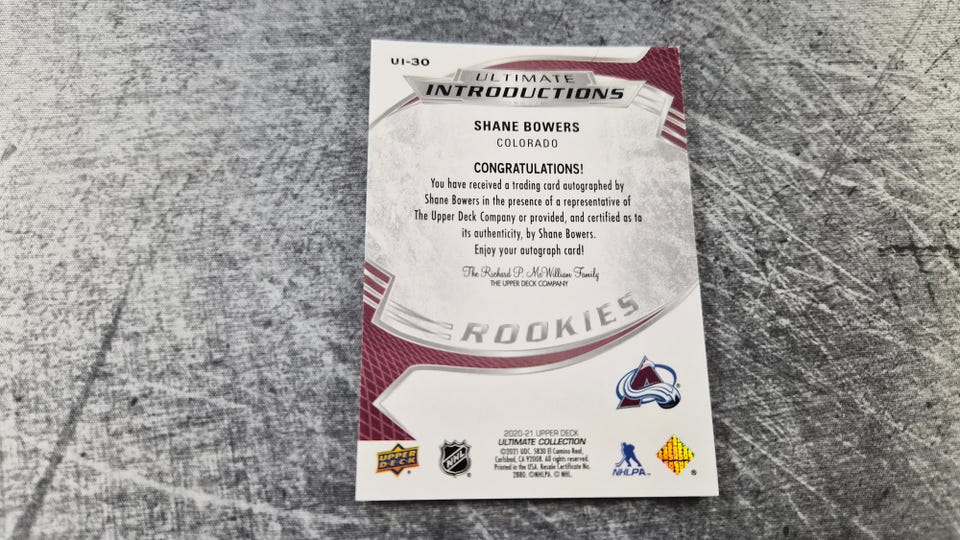 UI-30
ULTIMATE
INTRODUCTIONS
SHANE BOWERS
COLORADO
CONGRATULATIONS!
You have received a trading card autographed by
Shane Bowers in the presence of a representative of
The Upper Deck Company or provided, and certified as to
its authenticity, by Shane Bowers.
Enjoy your autograph card!
The Richard P. McWilliam Family
THE UPPER DECK COMPANY
ROOKIES
A
2020-21 UPPER DECK
ULTIMATE COLLECTION
©2021 UDC. 5830 El Camino Real,
Carlsbad, CA 92008. All rights reserved.
Printed in the USA. Resale Certificate No.
2880. ©NHLPA. © NHL.
UPPER
DECK
NHL
NHLPA
®